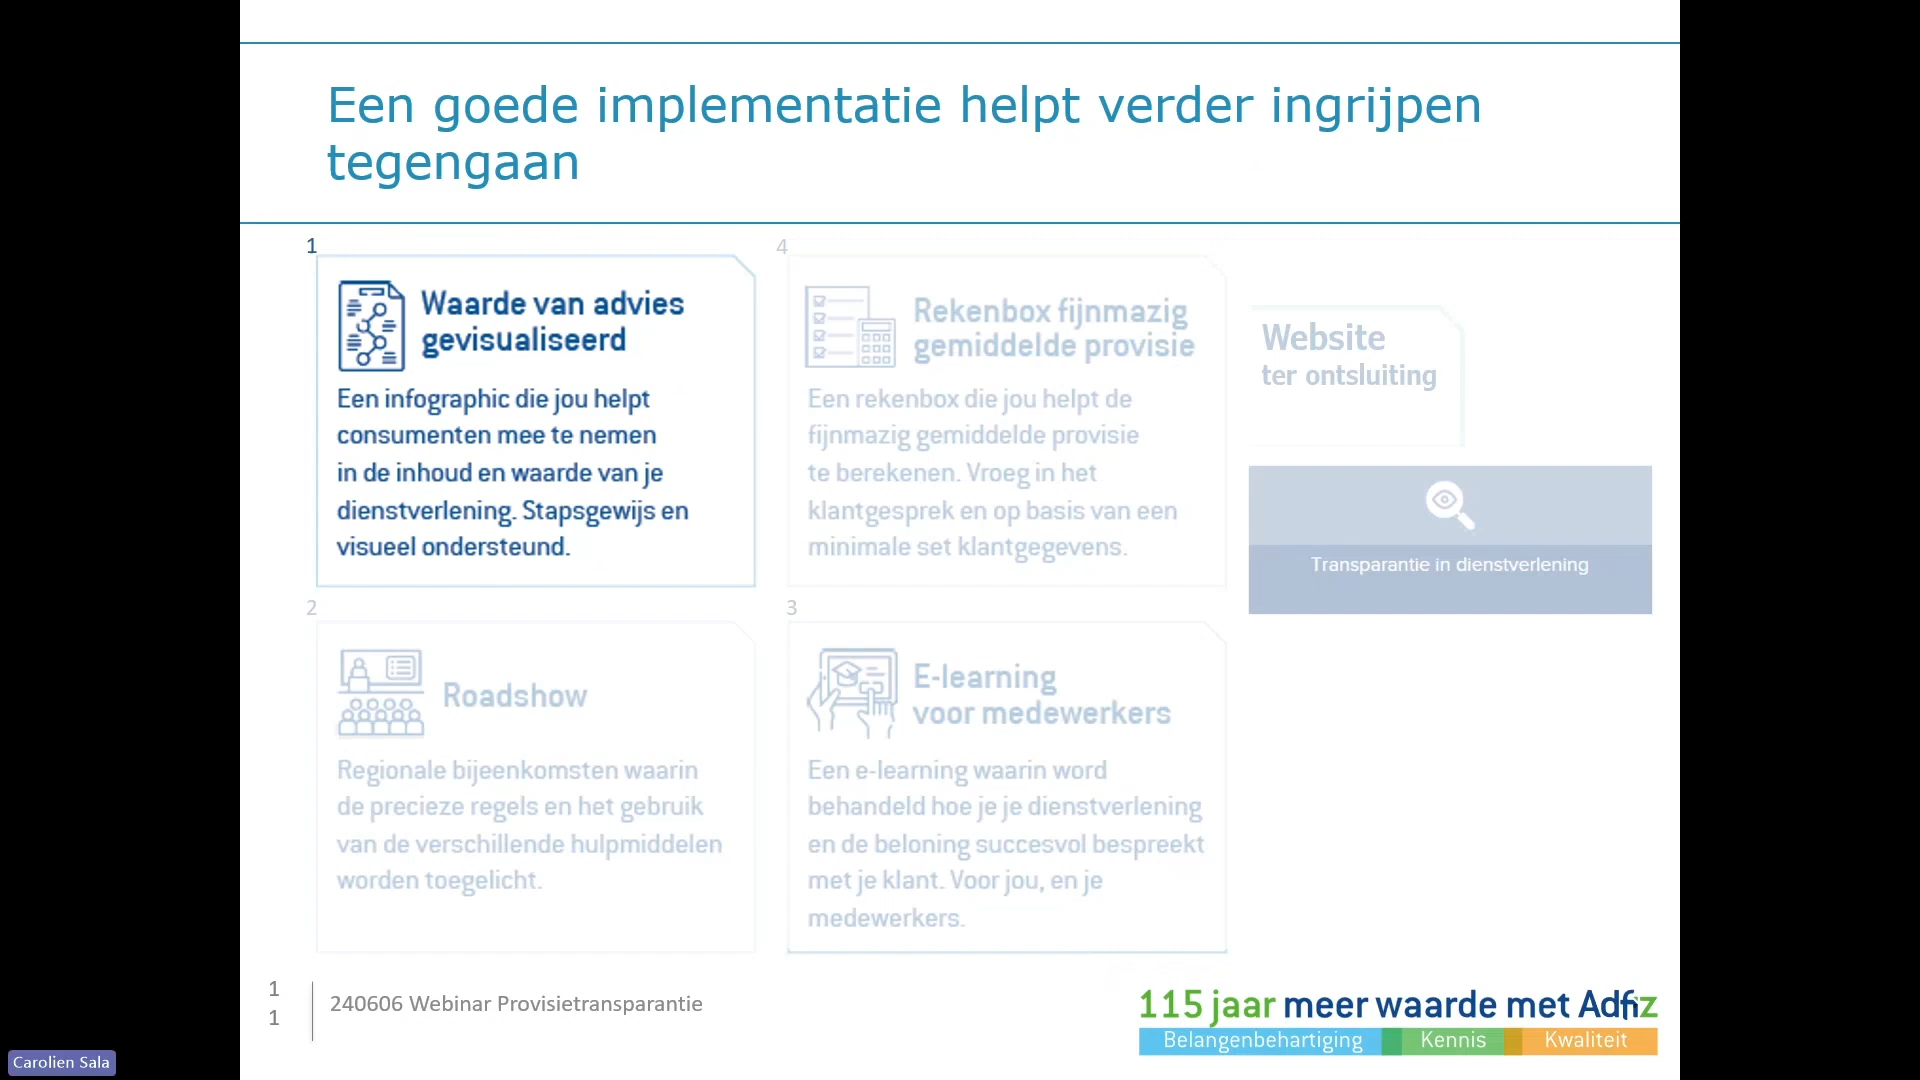 Een goede implementatie helpt verder ingrijpen
tegengaan
1
Waarde van advies
gevisualiseerd
Een infographic die jou helpt
consumenten mee te nemen
in de inhoud en waarde van je
dienstverlening. Stapsgewijs en
visueel ondersteund.
4
Rekenbox fijnmazig
gemiddelde provisie
Een rekenbox die jou helpt de
fijnmazig gemiddelde provisie
te berekenen. Vroeg in het
klantgesprek en op basis van een
minimale set klantgegevens.
Website
ter ontsluiting
Transparantie in dienstverlening
2
Roadshow
Regionale bijeenkomsten waarin
de precieze regels en het gebruik
van de verschillende hulpmiddelen
worden toegelicht.
3
E-learning
voor medewerkers
Een e-learning waarin word
behandeld hoe je je dienstverlening
en de beloning succesvol bespreekt
met je klant. Voor jou, en je
medewerkers.
1
1
240606 Webinar Provisietransparantie
115 jaar meer waarde met Adfiz
Belangenbehartiging Kennis Kwaliteit
Carolien Sala